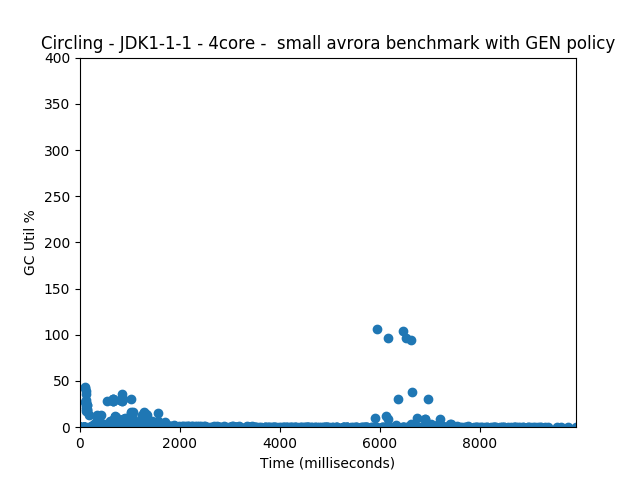 Circling - JDK1-1-1 - 4core -  small avrora benchmark with GEN policy
400
350
300
250
200
150
100
50
0
GC Util %
0 2000 4000 6000 8000
Time (milliseconds)